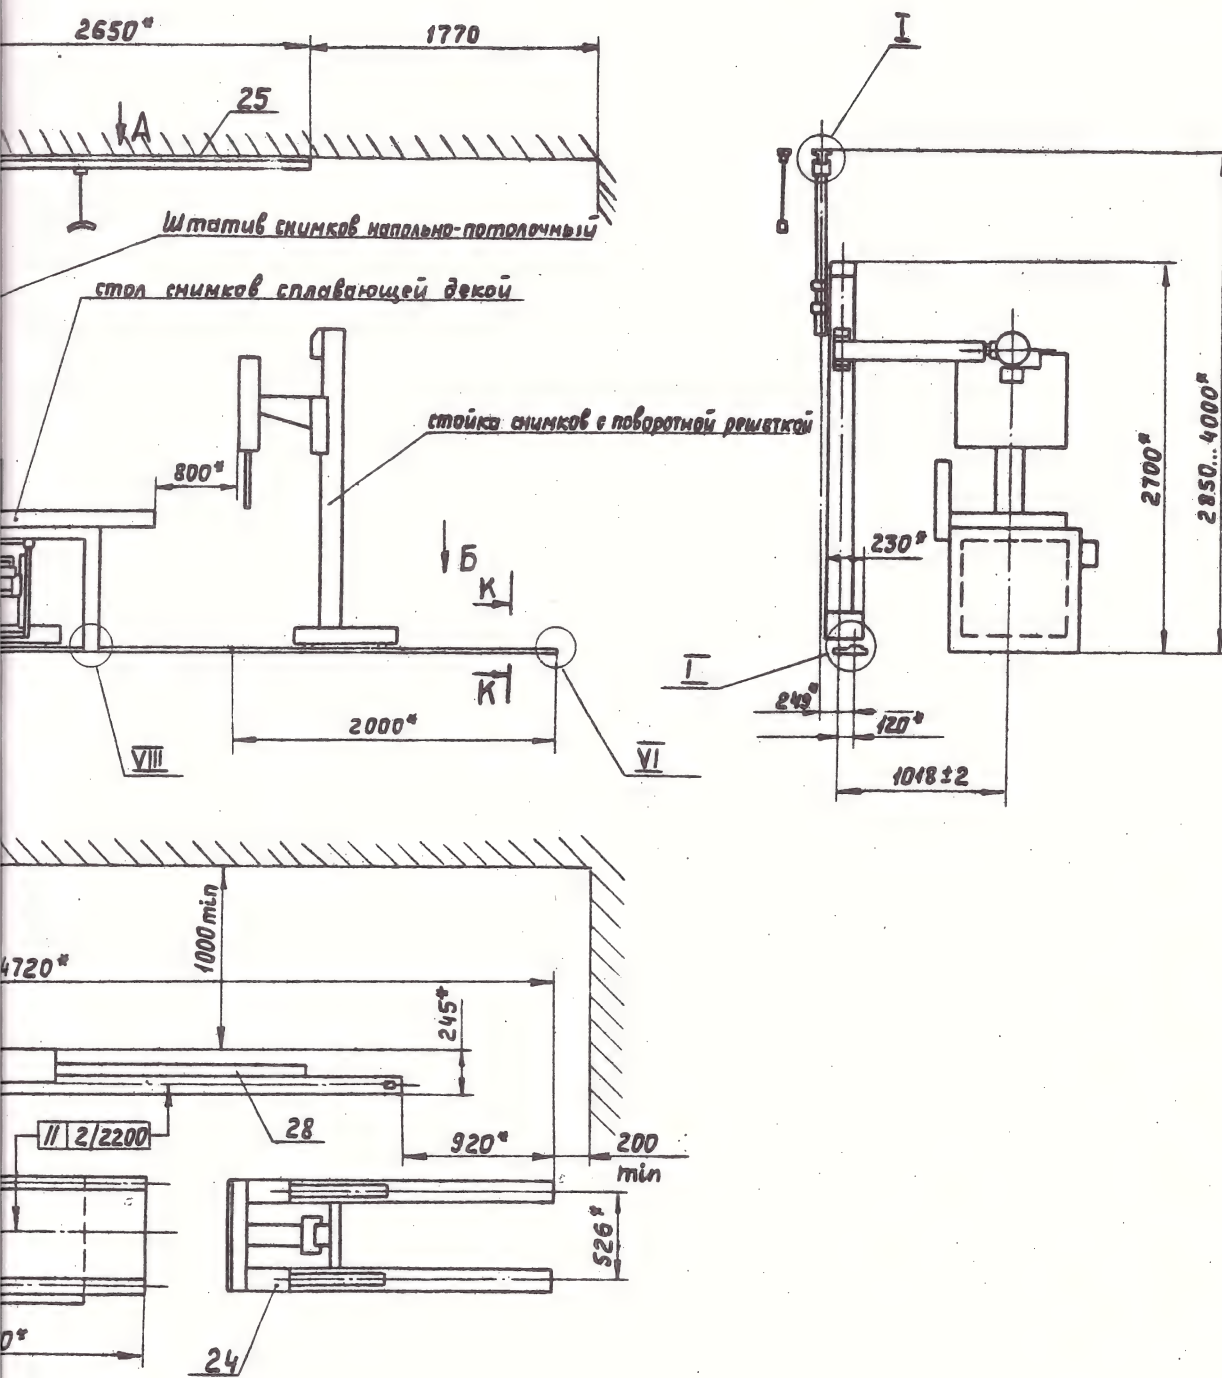 2650*
1770
I
А
25
Штатив снимков напольно-потолочный
стол снимков сплавающей декой
стойка снимков с поворотной решеткой
800*
2700*
2850...4000*
230*
Б
К
К
I
249*
120*
2000*
VIII
VI
1018±2
1000 min
4720*
245*
// 2/2200
28
920*
200
min
526*
0*
24